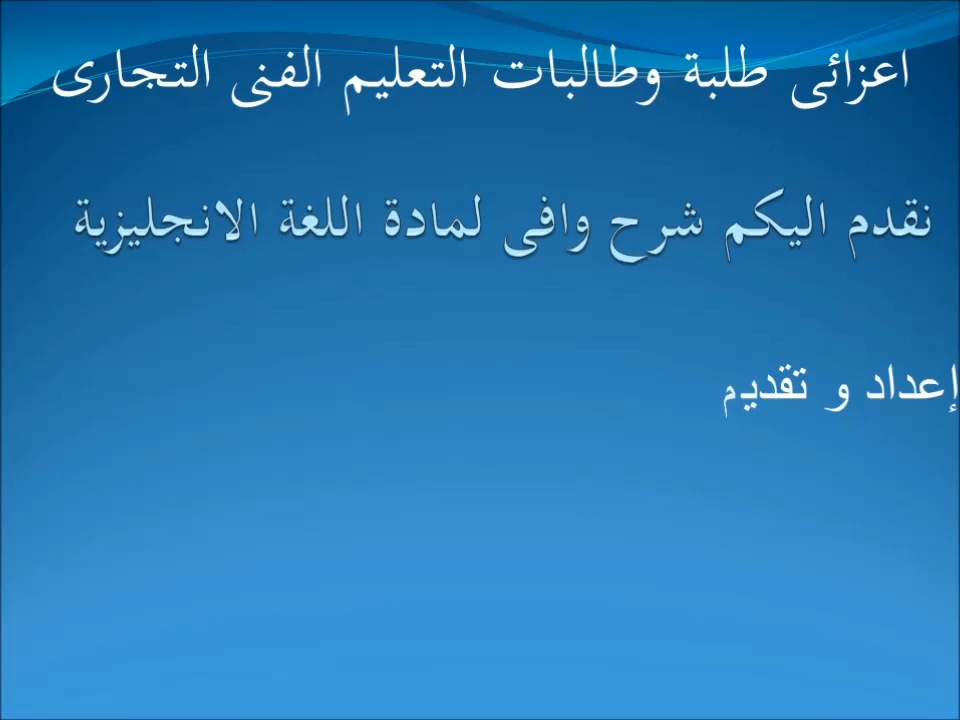 اعزائى طلبة وطالبات التعليم الفنى التجارى
نقدم اليكم شرح وافى لمادة اللغة الانجليزية
إعداد و تقديم